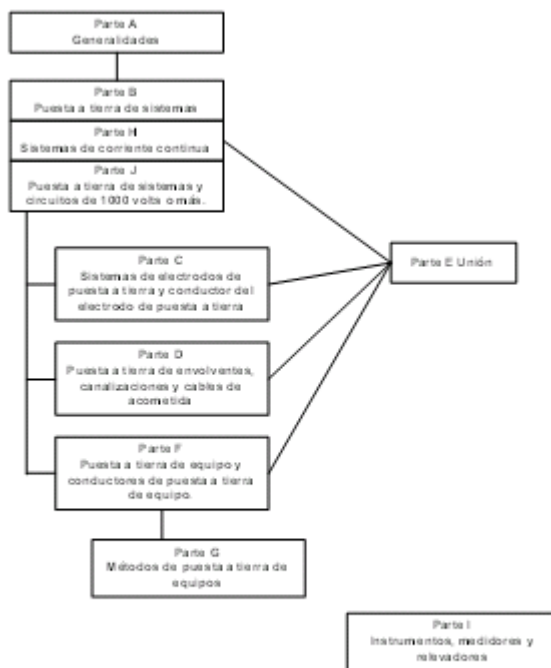 Parte A
Generalidades
Parte B
Puesta a tierra de sistemas
Parte H
Sistemas de corriente continua
Parte J
Puesta a tierra de sistemas y
circuitos de 1000 volts o más.
Parte C
Sistemas de electrodos de
puesta a tierra y conductor del
electrodo de puesta a tierra
Parte E Unión
Parte D
Puesta a tierra de envolventes,
canalizaciones y cables de
acometida
Parte F
Puesta a tierra de equipo y
conductores de puesta a tierra
de equipo.
Parte G
Métodos de puesta a tierra de
equipos
Parte I
Instrumentos, medidores y
relevadores